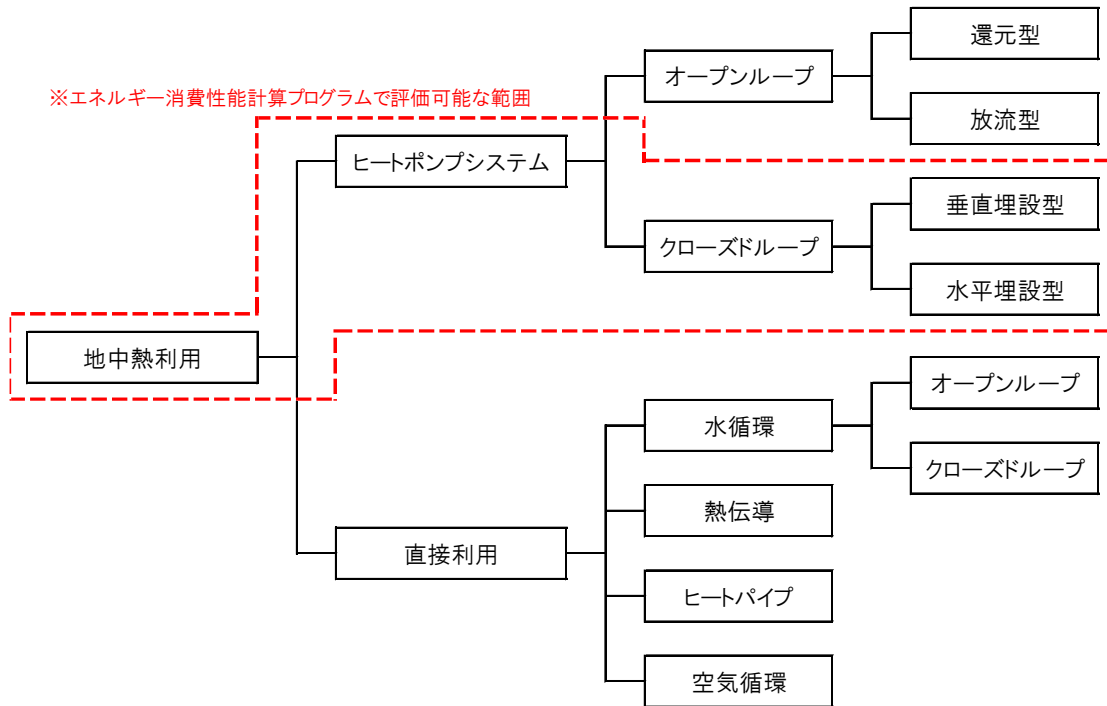 還元型
オープンループ
※エネルギー消費性能計算プログラムで評価可能な範囲
放流型
ヒートポンプシステム
垂直埋設型
クローズドループ
水平埋設型
地中熱利用
オープンループ
水循環
クローズドループ
熱伝導
直接利用
ヒートパイプ
空気循環